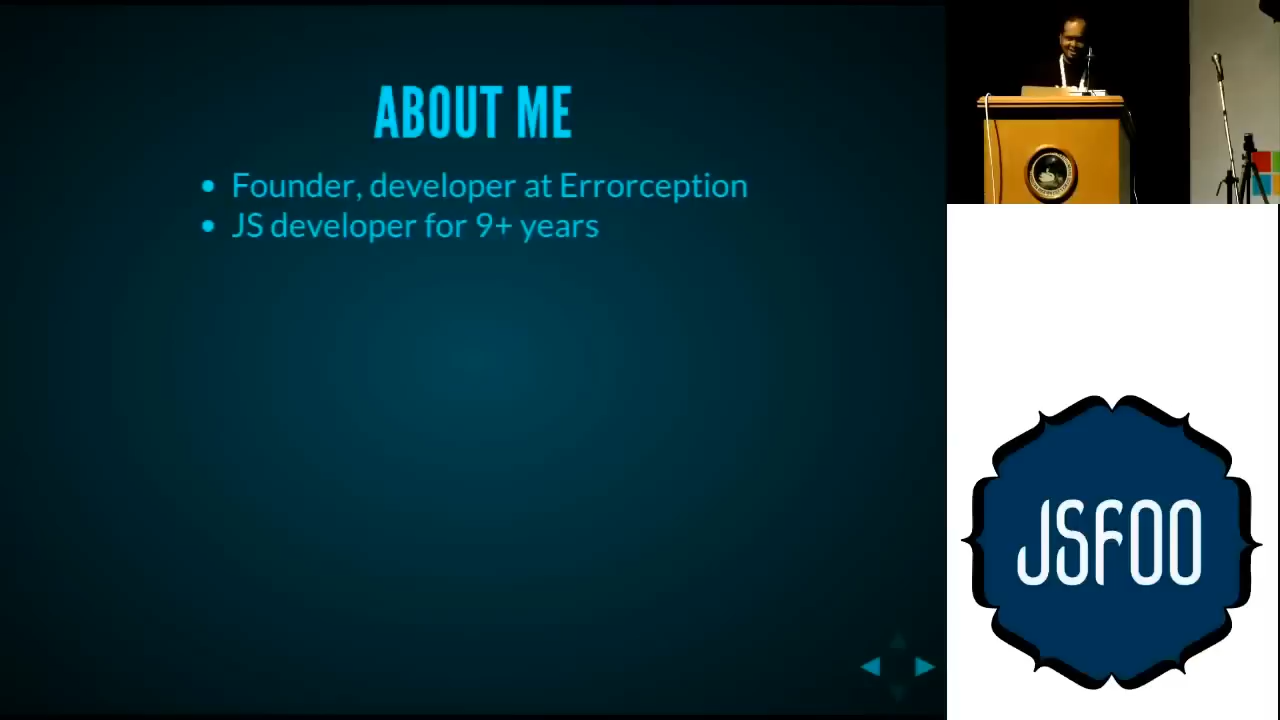 ABOUT ME
Founder, developer at Errorception
JS developer for 9+ years
JSFOO